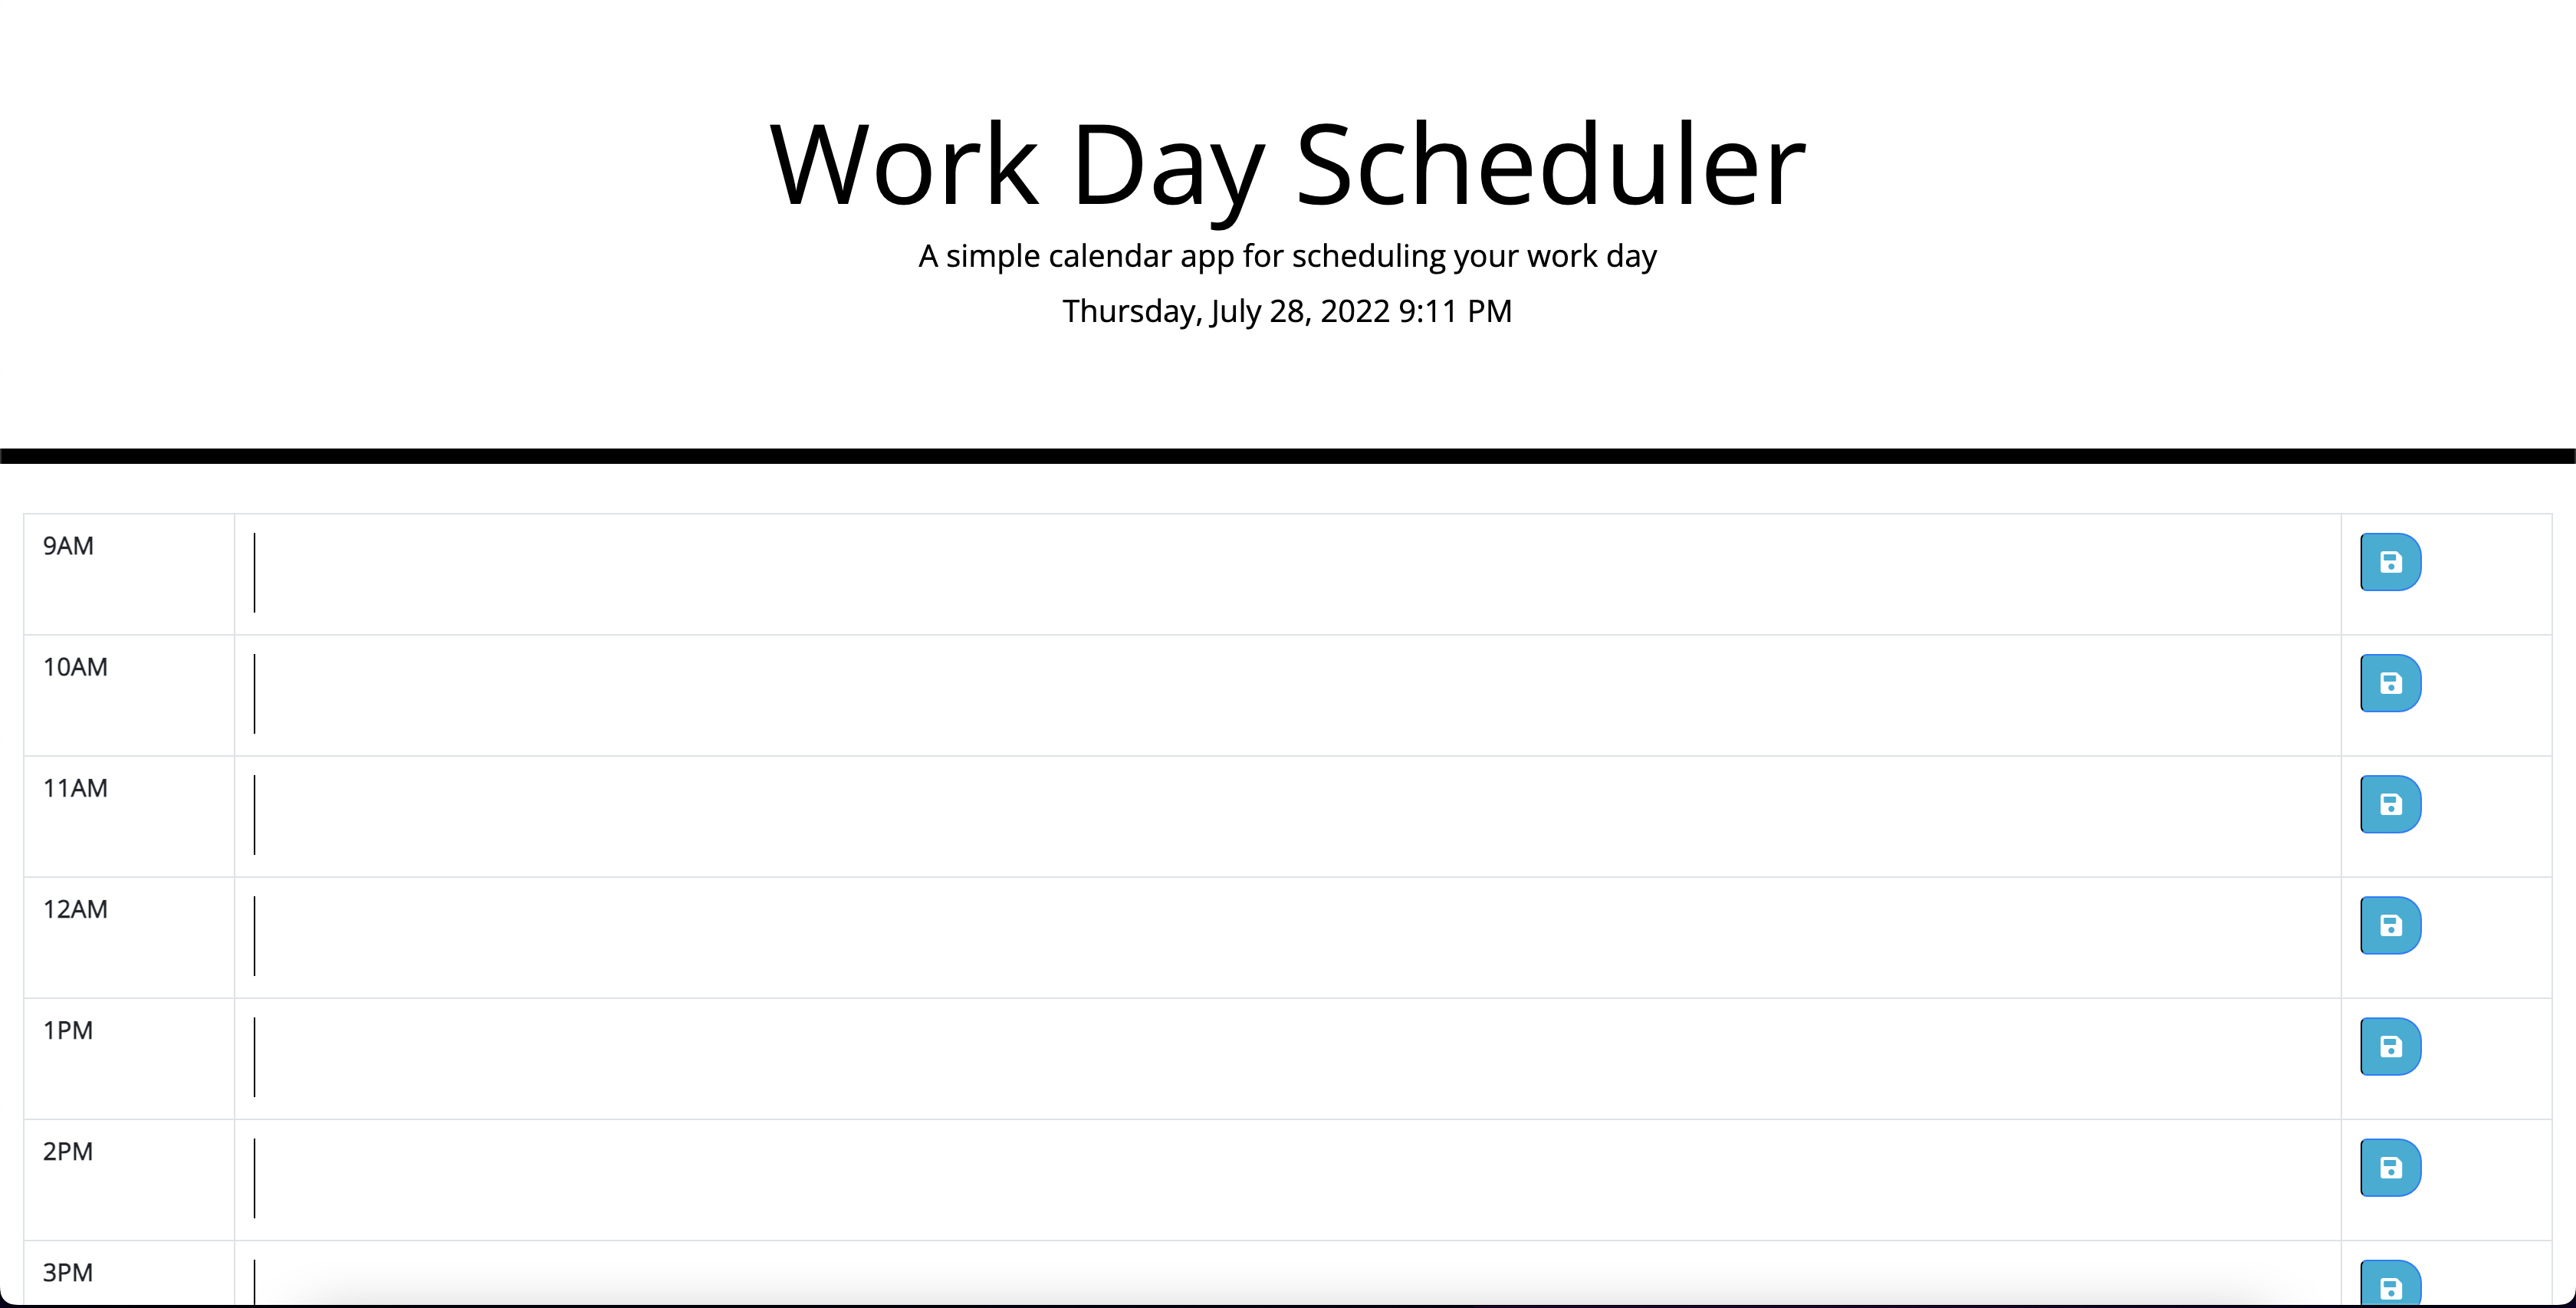 Work Day Scheduler
A simple calendar app for scheduling your work day
Thursday, July 28, 2022 9:11 PM
9AM
10AM
11AM
12AM
1PM
2PM
3PM